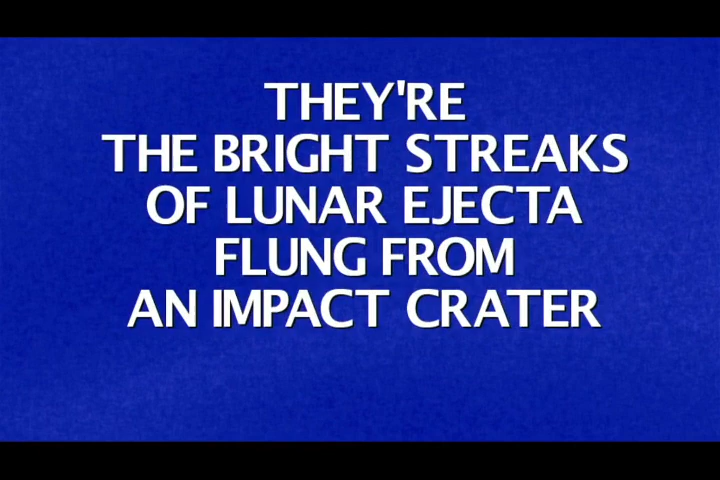 THEY'RE
THE BRIGHT STREAKS
OF LUNAR EJECTA
FLUNG FROM
AN IMPACT CRATER